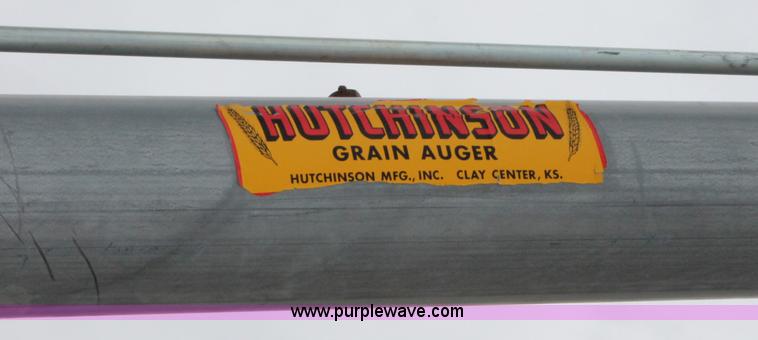 HUTCHINSON
GRAIN AUGER
HUTCHINSON MFG., INC. CLAY CENTER, KS.
www.purplewave.com